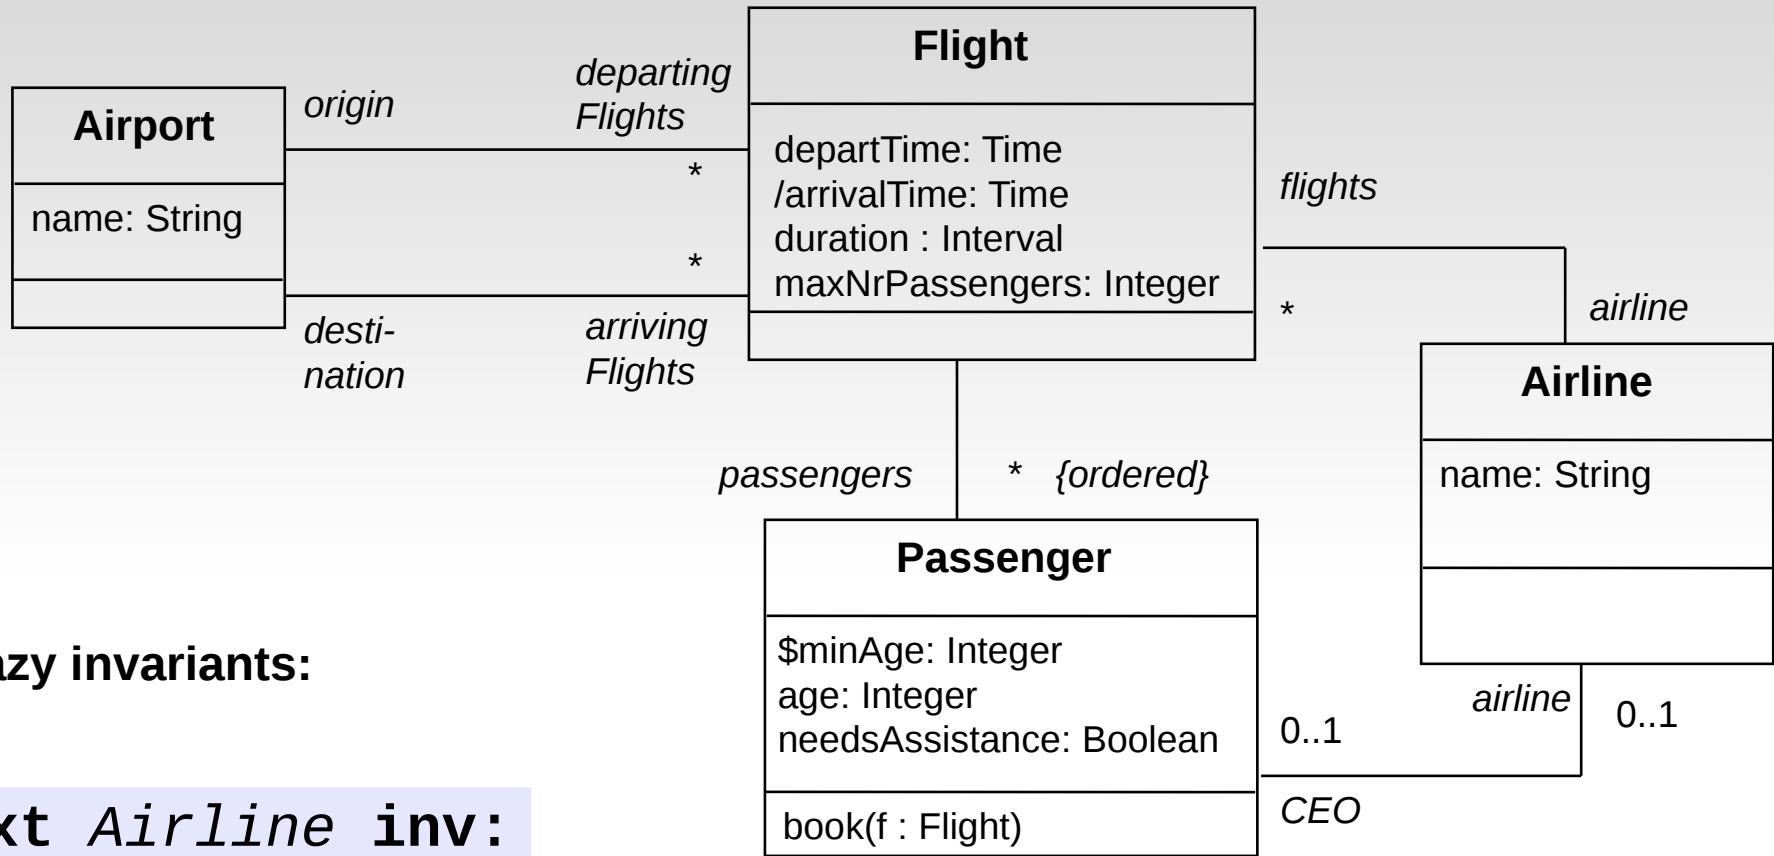 Airport
name: String
origin
departing
Flights
*
*
desti-
nation
arriving
Flights
Flight
departTime: Time
/arrivalTime: Time
duration : Interval
maxNrPassengers: Integer
flights
*
airline
Airline
name: String
passengers * {ordered}
Passenger
$minAge: Integer
age: Integer
needsAssistance: Boolean
book(f : Flight)
0..1
CEO
airline
0..1
azy invariants:
xt Airline inv: